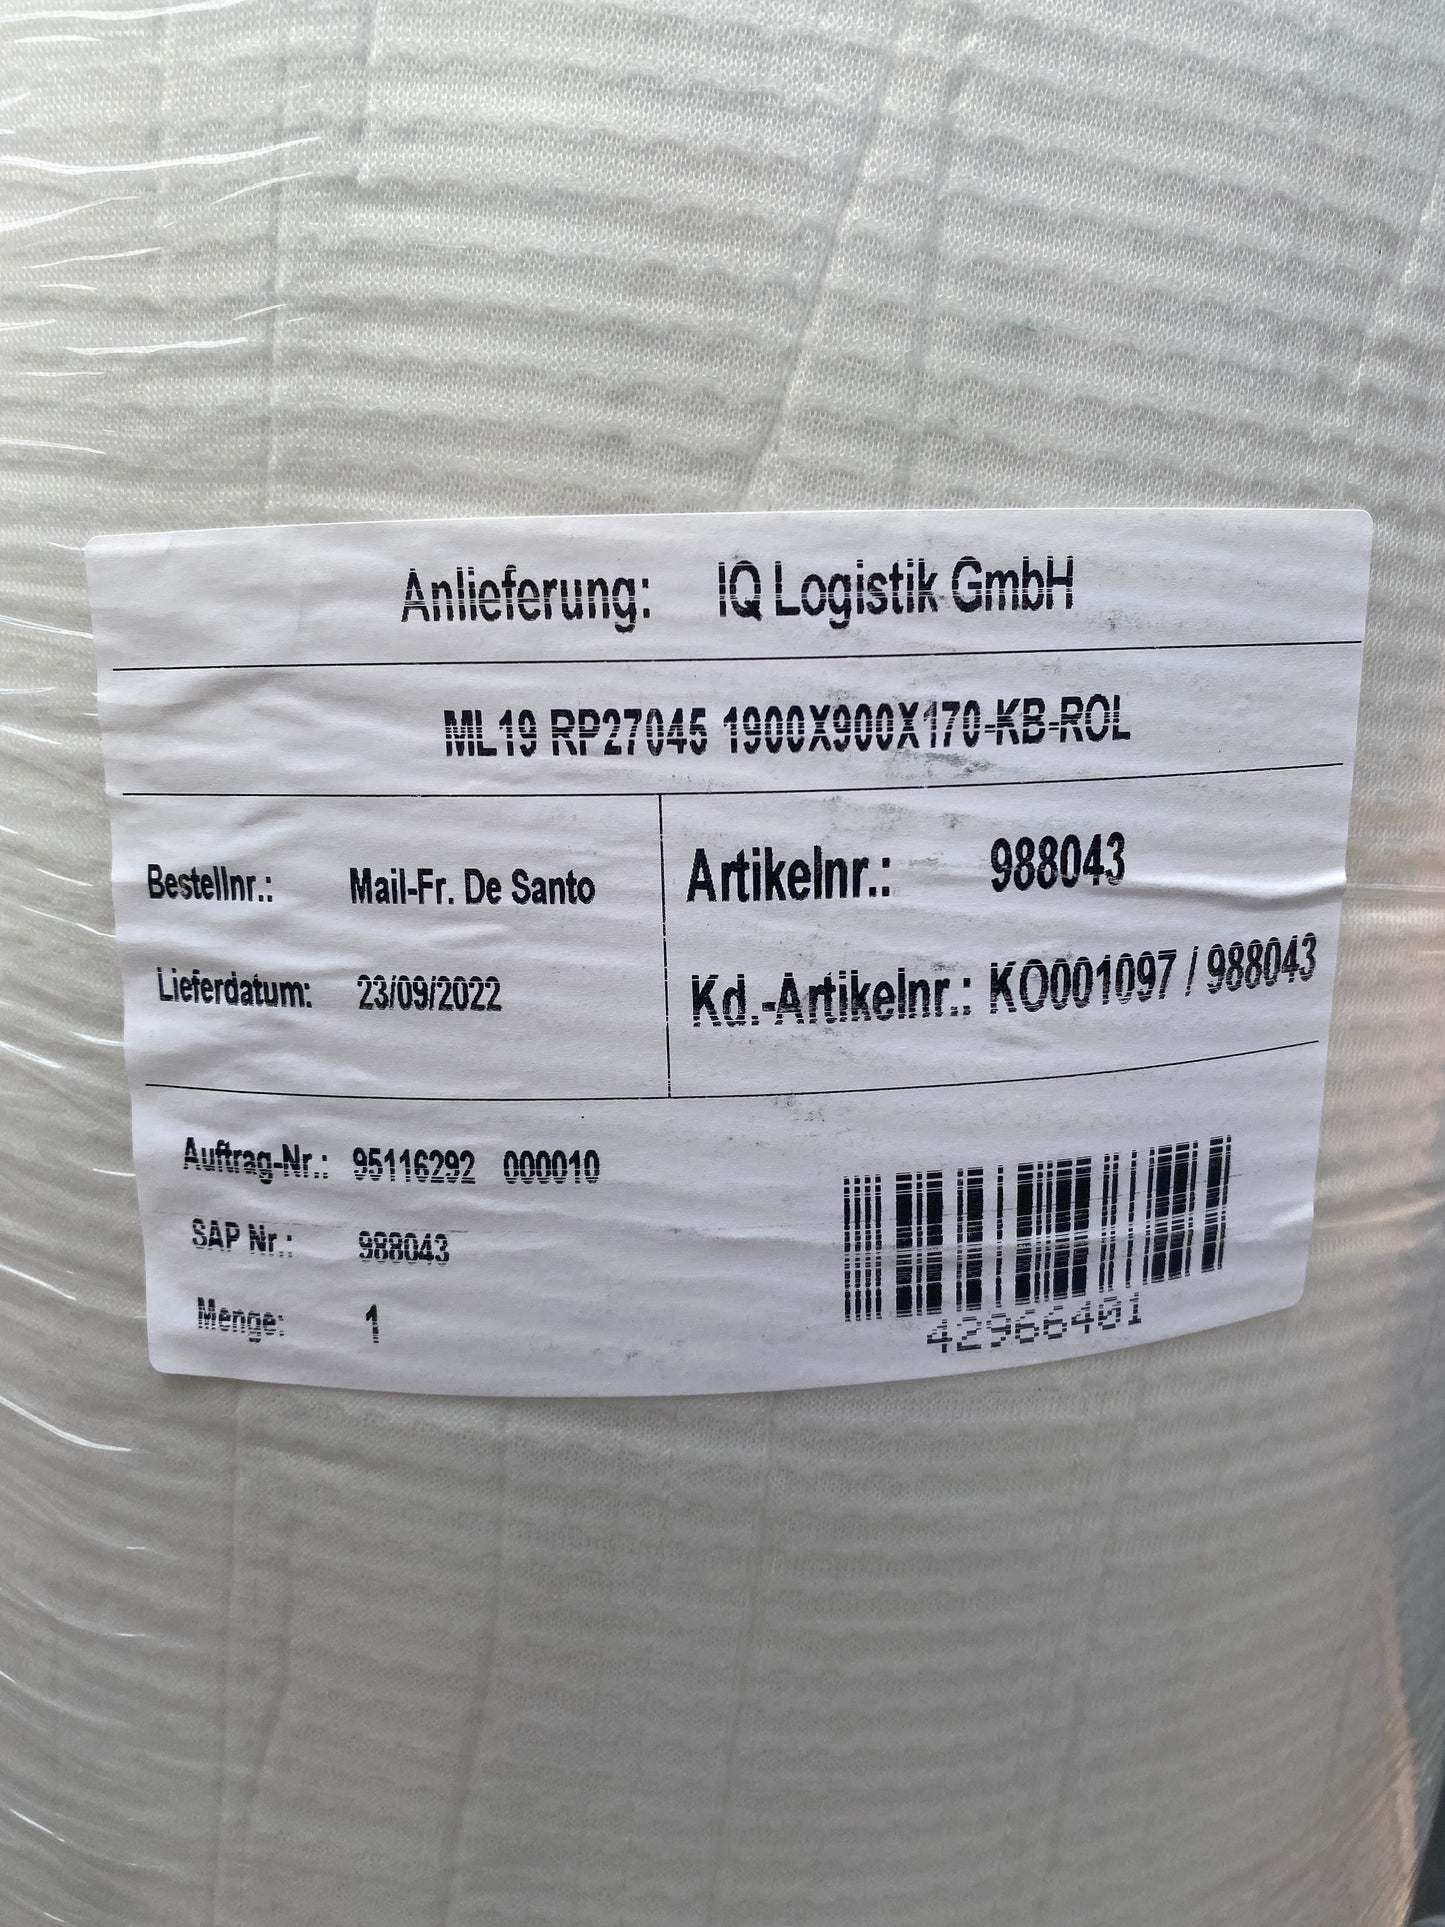 Anlieferung: IQ Logistik GmbH
ML19 RP27045 1900X900X170-KB-ROL
Bestellnr.: Mail-Fr. De Santo
Lieferdatum: 23/09/2022
Artikelnr.: 988043
Kd.-Artikelnr.: KO001097 / 988043
Auftrag-Nr.: 95116292 000010
SAP Nr.: 988043
Menge: 1
42966401